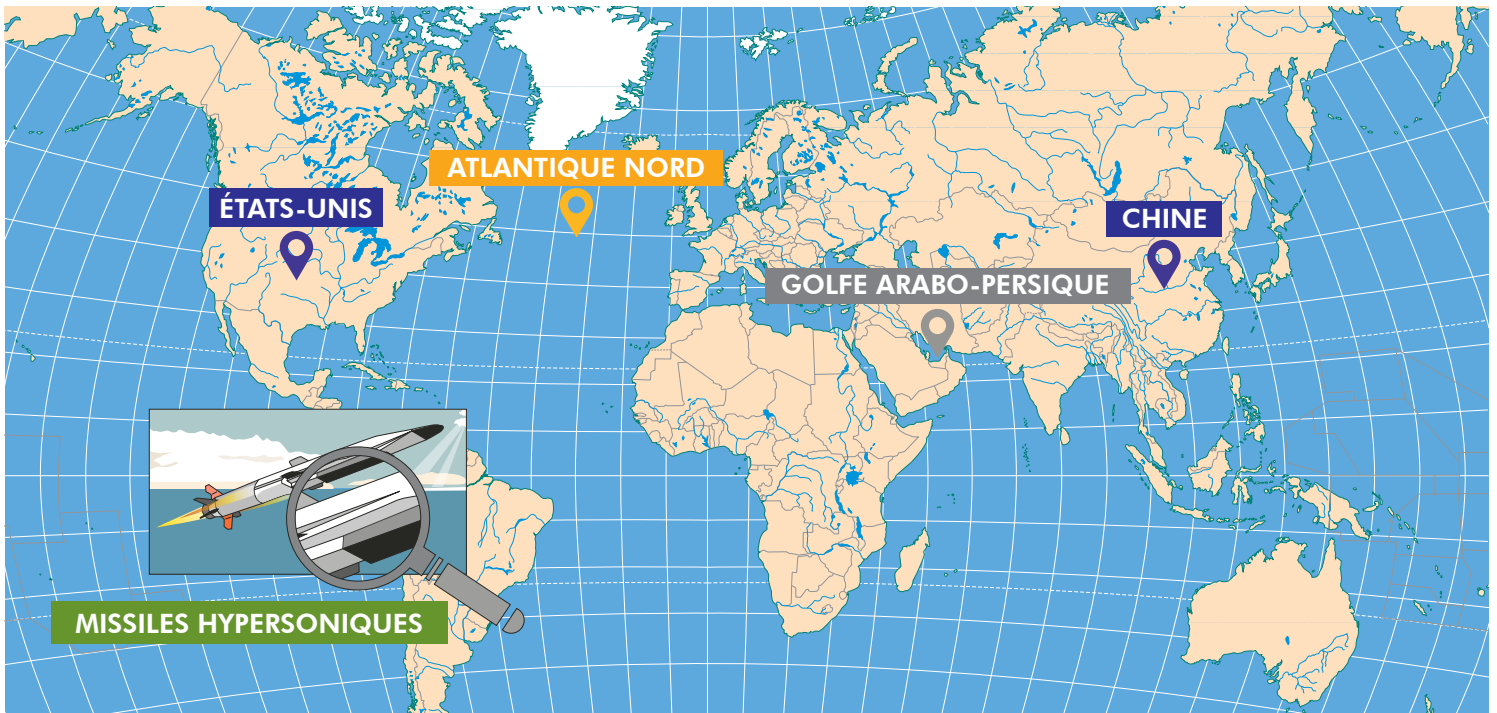 ATLANTIQUE NORD
ÉTATS-UNIS
CHINE
GOLFE ARABO-PERSIQUE
MISSILES HYPERSONIQUES